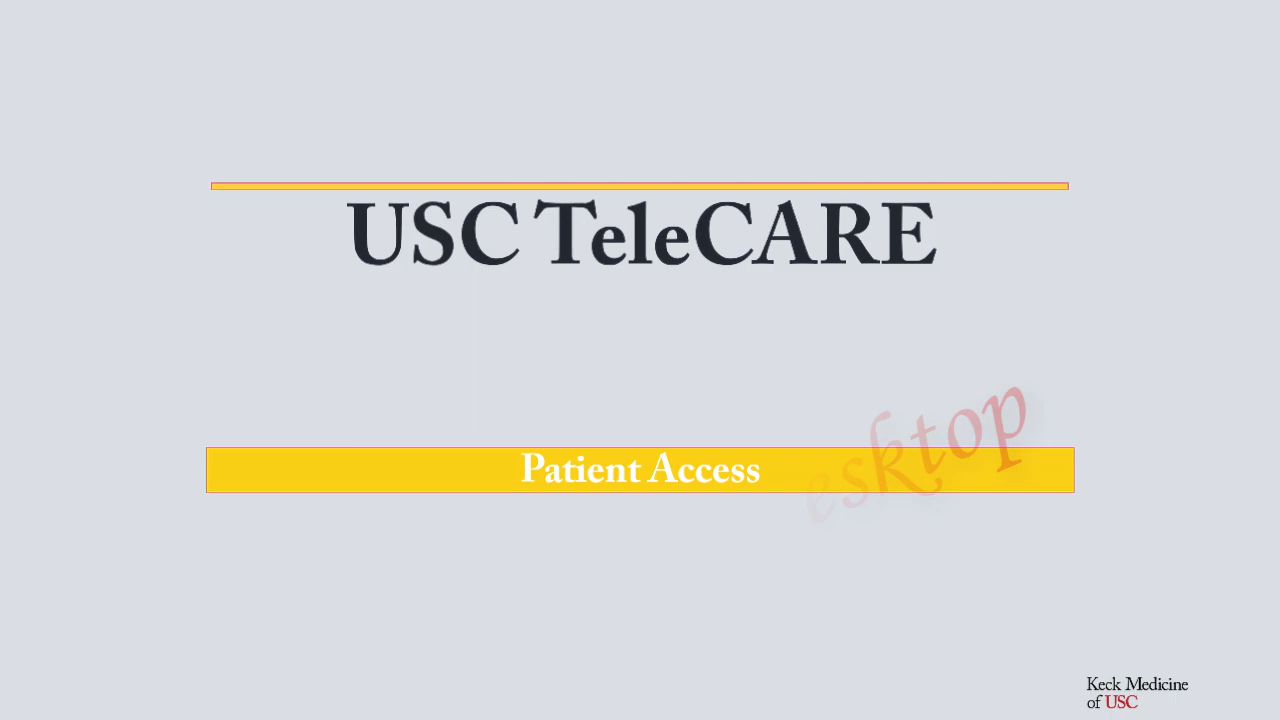 USC TeleCARE
esktop
Patient Access
Keck Medicine
of USC